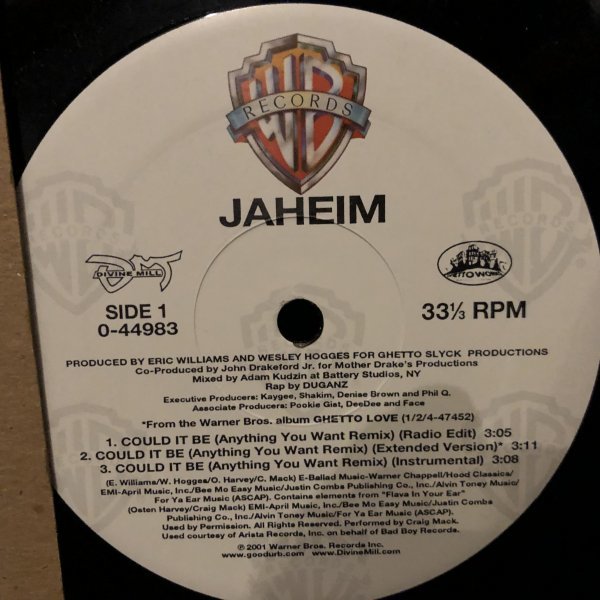 WB
RECORDS
JAHEIM
DIVINE MILL
SIDE 1
0-44983
33⅓ RPM
PRODUCED BY ERIC WILLIAMS AND WESLEY HOGGES FOR GHETTO SLYCK PRODUCTIONS
Co-Produced by John Drakeford Jr. for Mother Drake's Productions
Mixed by Adam Kudzin at Battery Studios, NY
Rap by DUGANZ
Executive Producers: Kaygee, Shakim, Denise Brown and Phil Q.
Associate Producers: Pookie Gist, DeeDee and Face
*From the Warner Bros. album GHETTO LOVE (1/2/4-47452)
1. COULD IT BE (Anything You Want Remix) (Radio Edit) 3:05
2. COULD IT BE (Anything You Want Remix) (Extended Version)* 3:11
3. COULD IT BE (Anything You Want Remix) (Instrumental) 3:08
(E. Williams/W. Hogges/O. Harvey/C. Mack) E-Ballad Music-Warner Chappell/Hood Classics/
EMI-April Music, Inc./Bee Mo Easy Music/Justin Combs Publishing Co., Inc./Alvin Toney Music/
For Ya Ear Music (ASCAP). Contains elements from "Flava In Your Ear"
(Osten Harvey/Craig Mack) EMI-April Music, Inc./Bee Mo Easy Music/Justin Combs
Publishing Co., Inc./Alvin Toney Music/For Ya Ear Music (ASCAP).
Used by Permission. All Rights Reserved. Performed by Craig Mack.
Used courtesy of Arista Records, Inc. on behalf of Bad Boy Records.
℗ © 2001 Warner Bros. Records Inc.
www.goodurb.com www.DivineMill.com